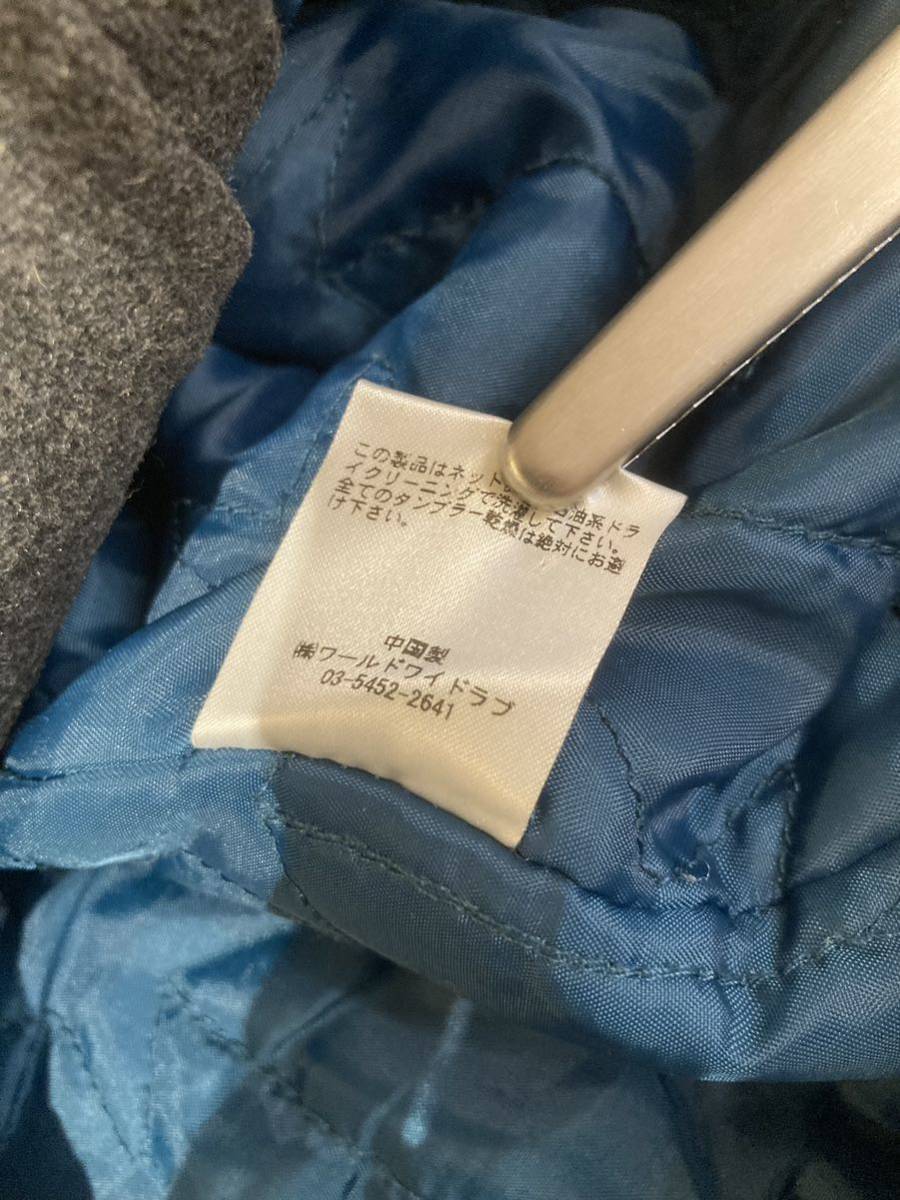 この製品はネット 石油系ドラ
イクリーニングで洗濯して下さい。
全てのタンブラー乾燥は絶対にお避
け下さい。
中国製
㈱ワールドワイドラブ
03-5452-2641